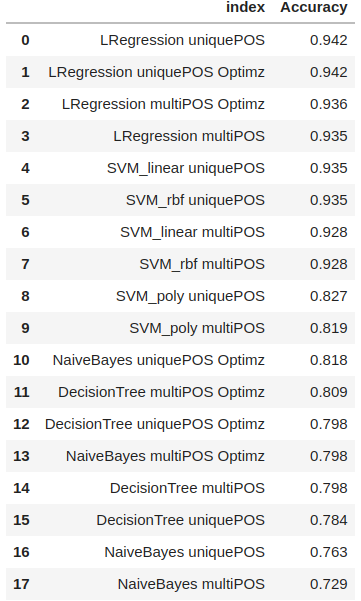 index Accuracy
0 LRegression uniquePOS 0.942
1 LRegression uniquePOS Optimz 0.942
2 LRegression multiPOS Optimz 0.936
3 LRegression multiPOS 0.935
4 SVM_linear uniquePOS 0.935
5 SVM_rbf uniquePOS 0.935
6 SVM_linear multiPOS 0.928
7 SVM_rbf multiPOS 0.928
8 SVM_poly uniquePOS 0.827
9 SVM_poly multiPOS 0.819
10 NaiveBayes uniquePOS Optimz 0.818
11 DecisionTree multiPOS Optimz 0.809
12 DecisionTree uniquePOS Optimz 0.798
13 NaiveBayes multiPOS Optimz 0.798
14 DecisionTree multiPOS 0.798
15 DecisionTree uniquePOS 0.784
16 NaiveBayes uniquePOS 0.763
17 NaiveBayes multiPOS 0.729